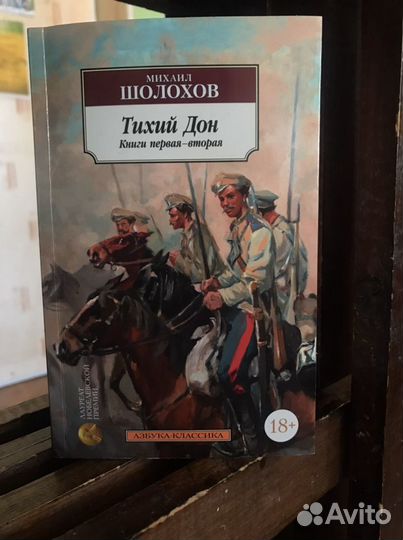 МИХАИЛ
ШОЛОХОВ
Тихий Дон
Книги первая–вторая
ЛАУРЕАТ
НОБЕЛЕВСКОЙ
ПРЕМИИ
АЗБУКА-КЛАССИКА
18+
Avito